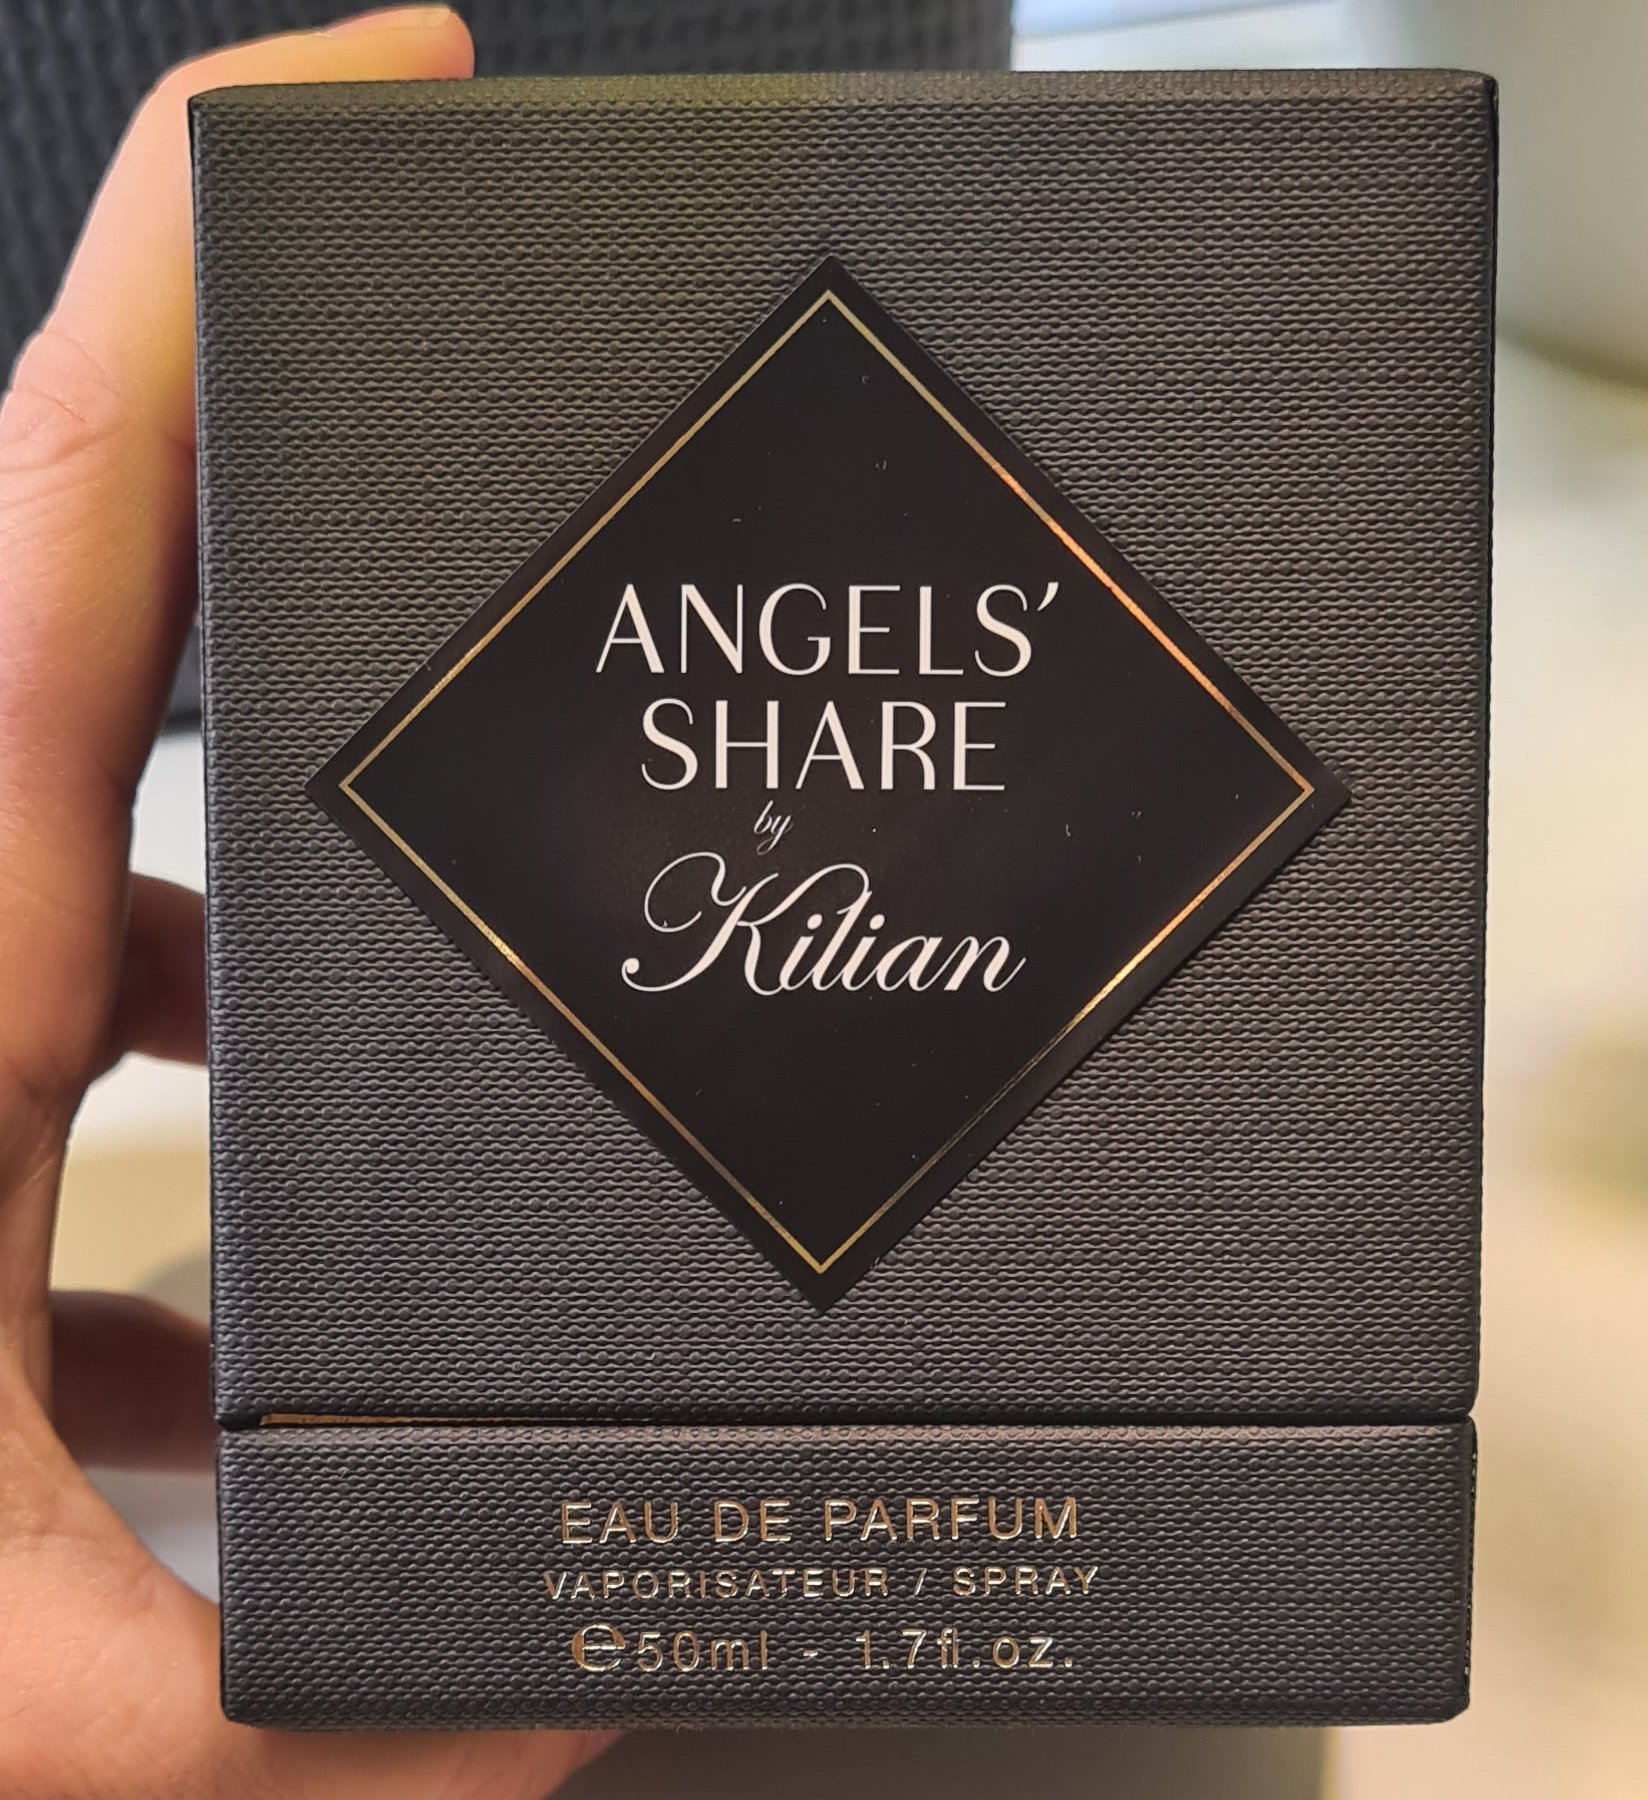 ANGELS’
SHARE
by
Kilian
EAU DE PARFUM
VAPORISATEUR / SPRAY
℮50ml - 1.7fl.oz.